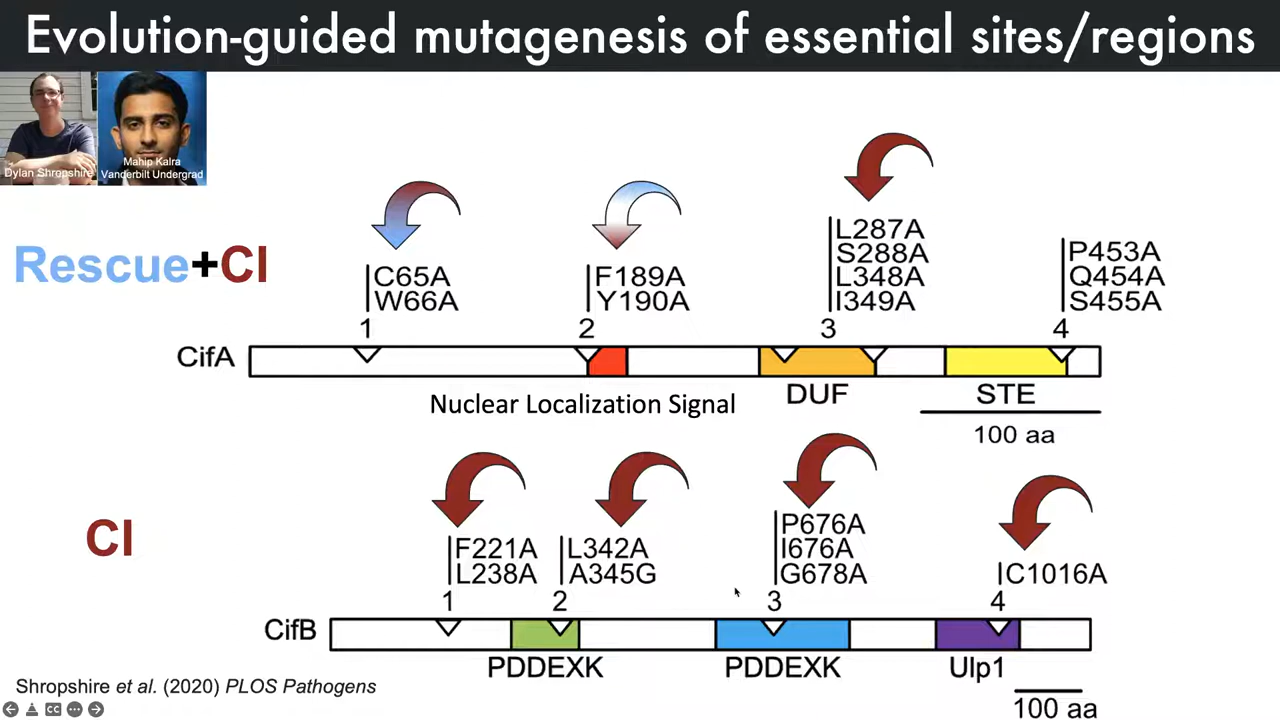 Evolution-guided mutagenesis of essential sites/regions
Dylan Shropshire
Mahip Kalra
Vanderbilt Undergrad
Rescue+CI
C65A
W66A
1
F189A
Y190A
2
L287A
S288A
L348A
I349A
3
P453A
Q454A
S455A
4
CifA
Nuclear Localization Signal
DUF
STE
100 aa
CI
F221A
L238A
1
L342A
A345G
2
P676A
I676A
G678A
3
C1016A
4
CifB
PDDEXK
PDDEXK
Ulp1
Shropshire et al. (2020) PLOS Pathogens
100 aa
CC